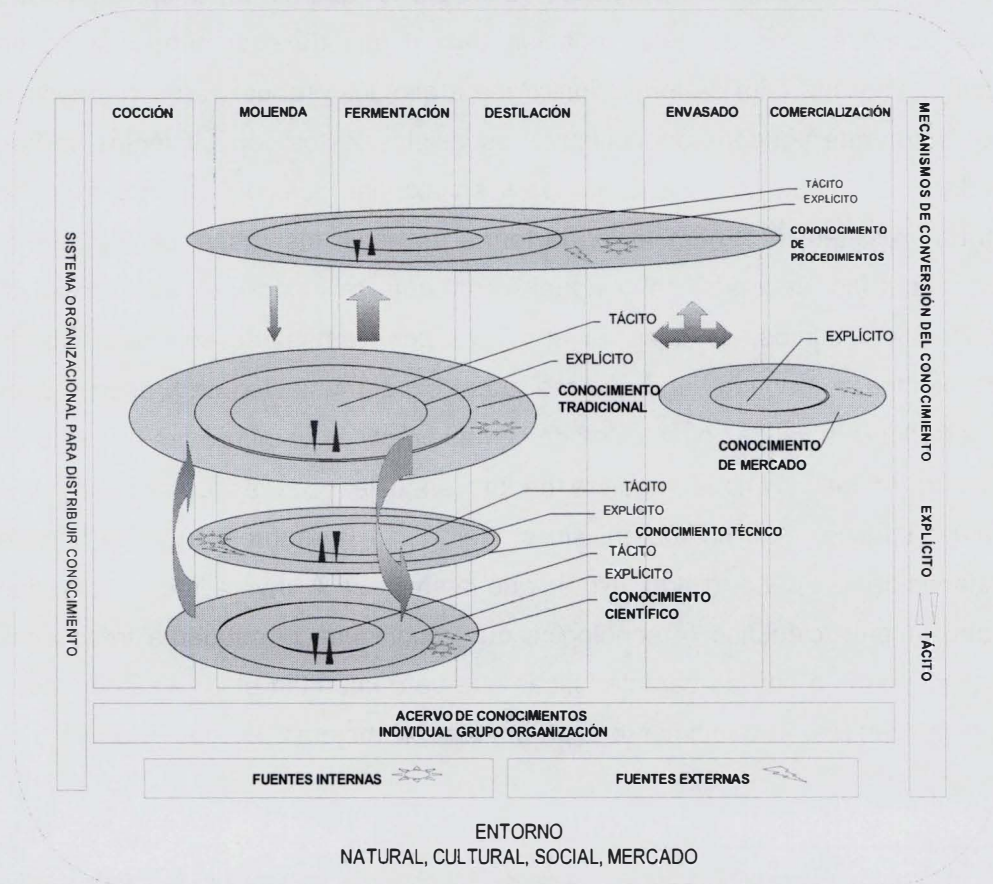 COCCIÓN
MOLIENDA
FERMENTACIÓN
DESTILACIÓN
ENVASADO
COMERCIALIZACIÓN
SISTEMA ORGANIZACIONAL PARA DISTRIBUIR CONOCIMIENTO
MECANISMOS DE CONVERSIÓN DEL CONOCIMIENTO EXPLÍCITO TÁCITO
TÁCITO
EXPLÍCITO
CONONOCIMIENTO
DE
PROCEDIMIENTOS
TÁCITO
EXPLÍCITO
CONOCIMIENTO
TRADICIONAL
EXPLÍCITO
CONOCIMIENTO
DE MERCADO
TÁCITO
EXPLÍCITO
CONOCIMIENTO TÉCNICO
TÁCITO
EXPLÍCITO
CONOCIMIENTO
CIENTÍFICO
ACERVO DE CONOCIMIENTOS
INDIVIDUAL GRUPO ORGANIZACIÓN
FUENTES INTERNAS
FUENTES EXTERNAS
ENTORNO
NATURAL, CULTURAL, SOCIAL, MERCADO